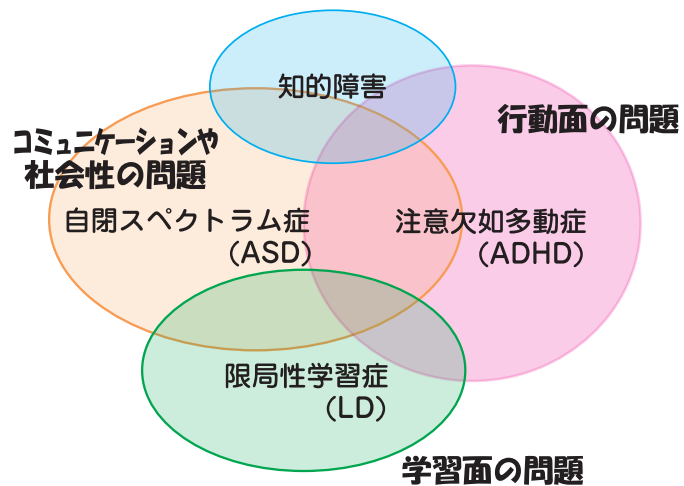 知的障害
行動面の問題
コミュニケーションや
社会性の問題
自閉スペクトラム症
（ASD）
注意欠如多動症
（ADHD）
限局性学習症
（LD）
学習面の問題